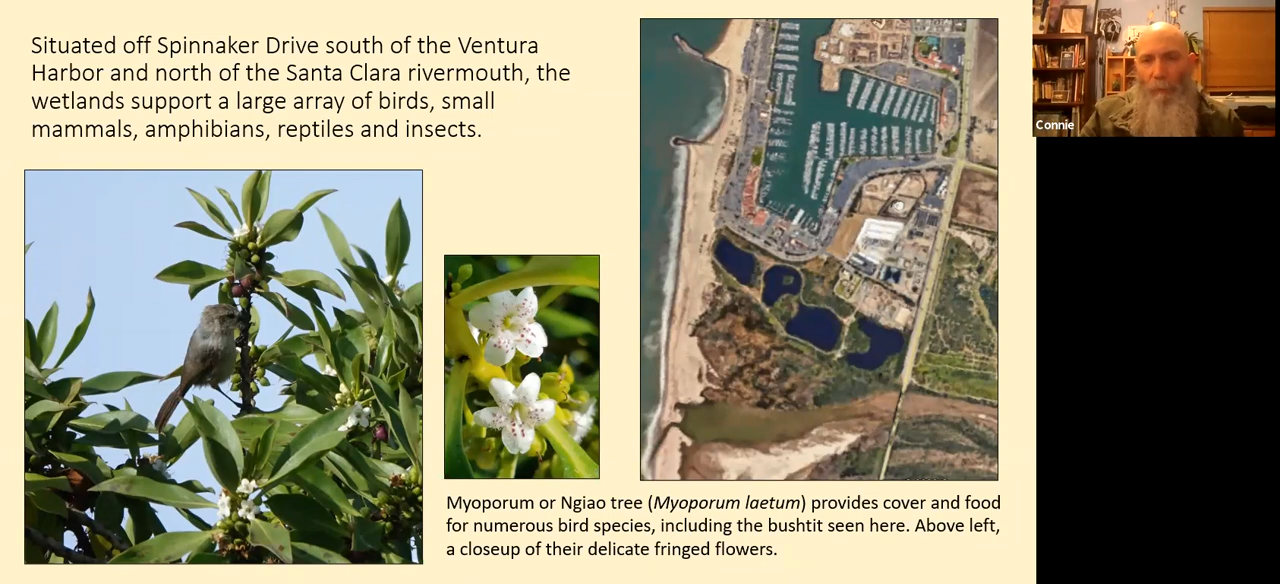 Situated off Spinnaker Drive south of the Ventura
Harbor and north of the Santa Clara rivermouth, the
wetlands support a large array of birds, small
mammals, amphibians, reptiles and insects.
Connie
Myoporum or Ngiao tree (Myoporum laetum) provides cover and food
for numerous bird species, including the bushtit seen here. Above left,
a closeup of their delicate fringed flowers.